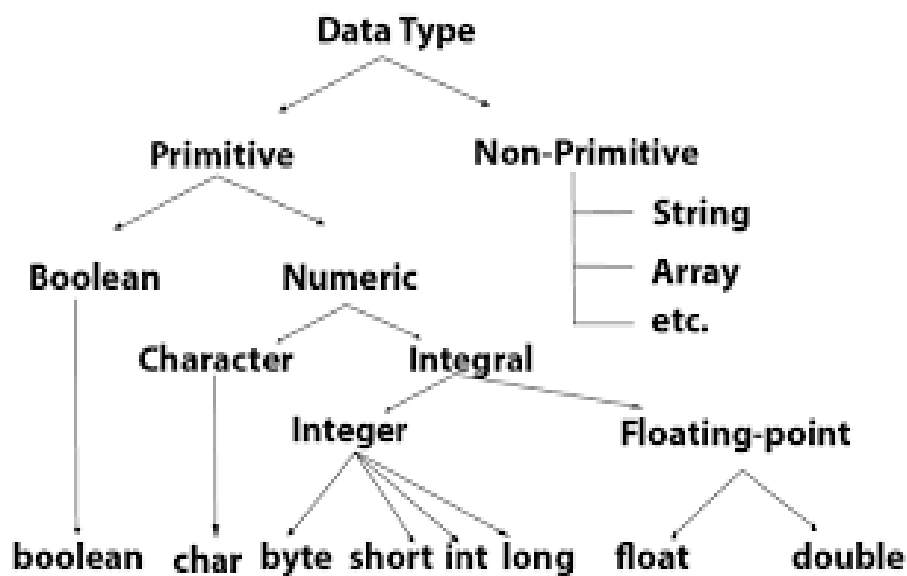 Data Type
Primitive
Non-Primitive
String
Boolean
Numeric
Array
etc.
Character
Integral
Integer
Floating-point
boolean char byte short int long float double